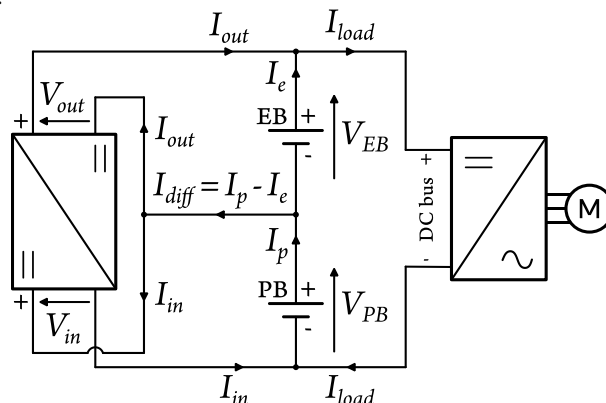 I_out I_load
V_out I_e
+ EB +
I_out V_EB
- +
I_diff = I_p - I_e DC bus M
I_p
-
PB +
+ I_in V_PB
V_in -
I_in I_load